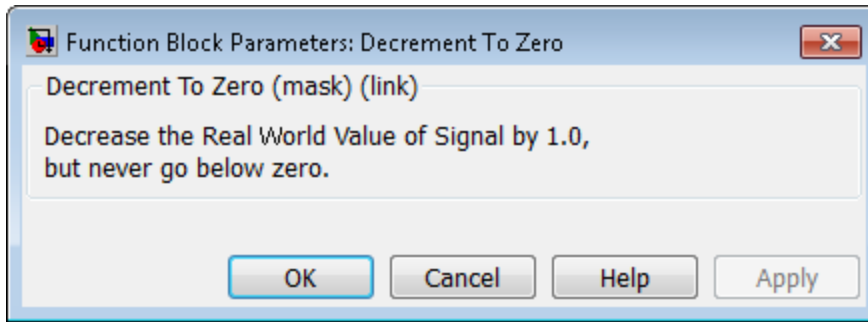 Function Block Parameters: Decrement To Zero
Decrement To Zero (mask) (link)
Decrease the Real World Value of Signal by 1.0,
but never go below zero.
OK Cancel Help Apply